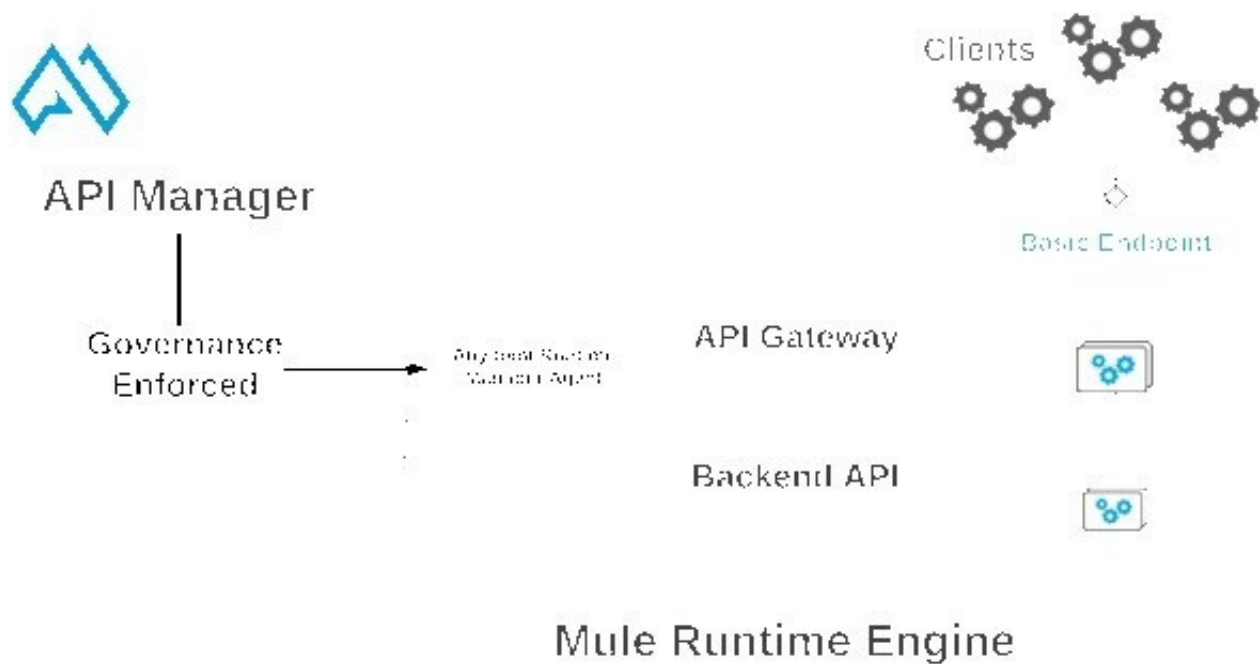 Clients
API Manager
Basic Endpoint
Governance
Enforced
API Gateway
Backend API
Mule Runtime Engine